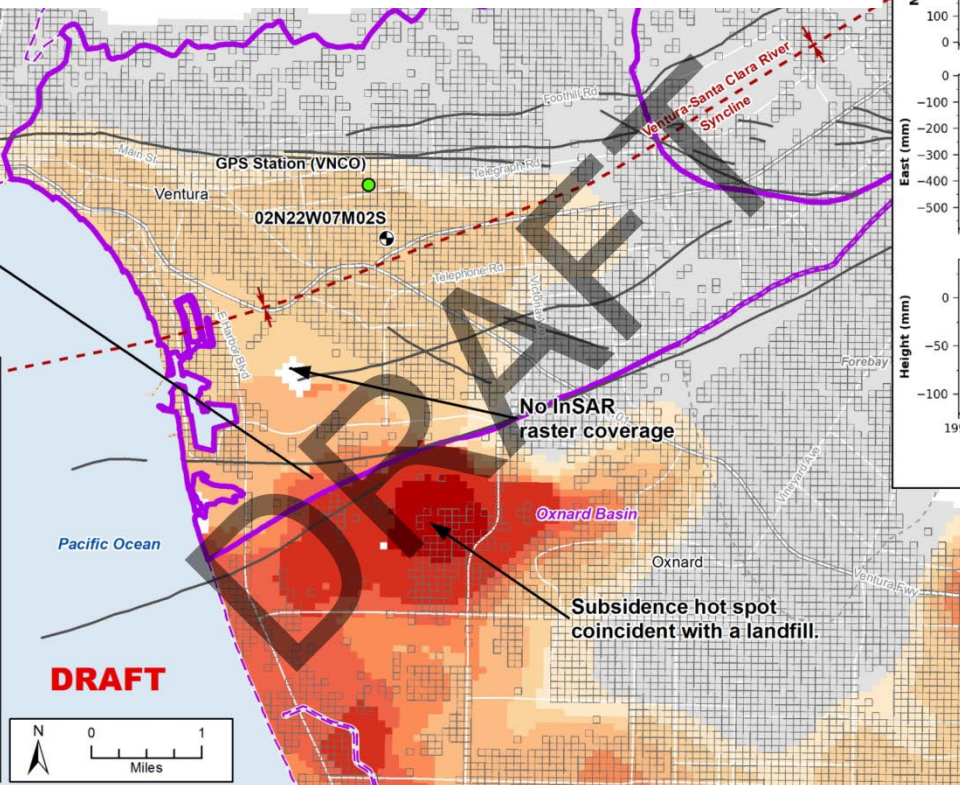 100
0
0
−100
−200
−300
−400
−500
East (mm)
0
−50
−100
Height (mm)
Foothill Rd
Ventura-Santa Clara River
Syncline
Main St
GPS Station (VNCO)
Telegraph Rd
Ventura
02N22W07M02S
Telephone Rd
E Harbor Blvd
Forebay
No InSAR
raster coverage
Vineyard Ave
Oxnard Basin
Pacific Ocean
Oxnard
Ventura Fwy
Subsidence hot spot
coincident with a landfill.
DRAFT
DRAFT
N
0 1
Miles